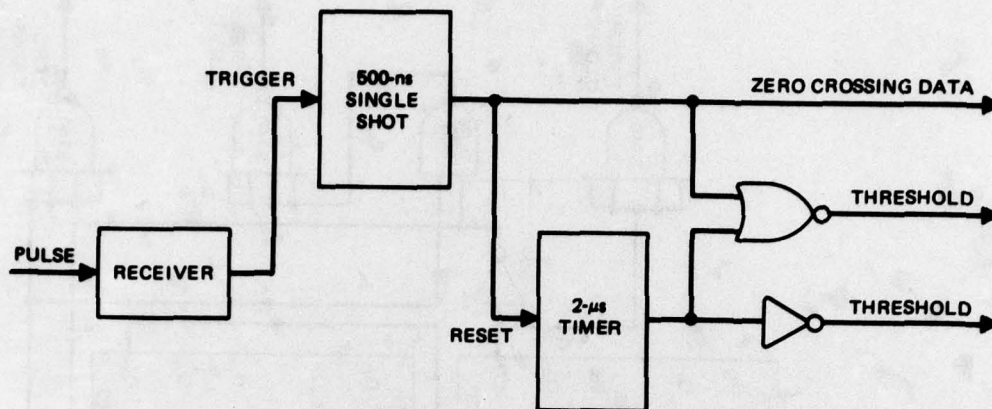 TRIGGER
500-ns
SINGLE
SHOT
ZERO CROSSING DATA
THRESHOLD
PULSE
RECEIVER
RESET
2-μs
TIMER
THRESHOLD